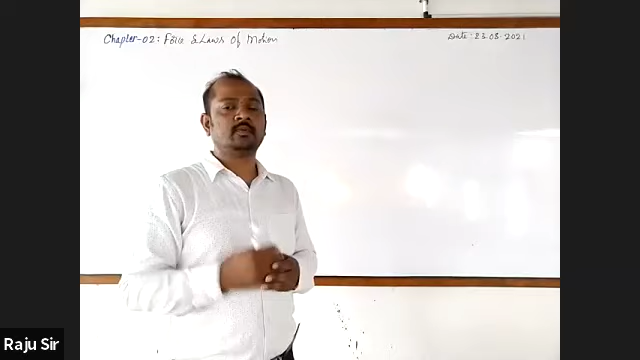 Chapter-02: Force & Laws Of Motion
Date: 23.08.2021
Raju Sir